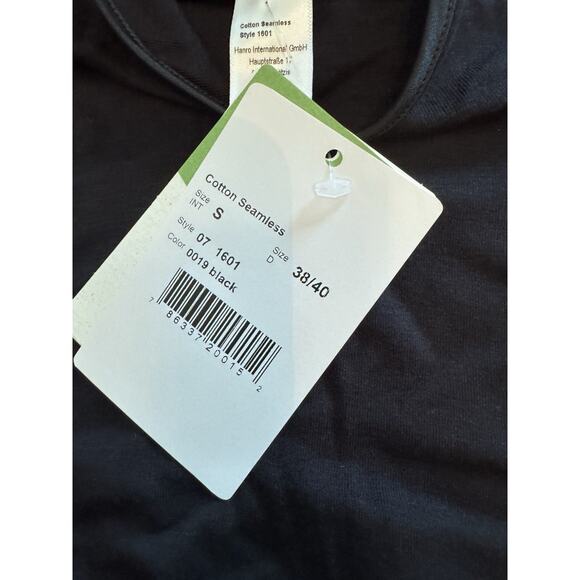 Cotton Seamless
Style 1601
Hanro International GmbH
Hauptstraße 17
Cotton Seamless
Size INT S
Size D 38/40
Style 07 1601
Color 0019 black
7 86337 20015 2